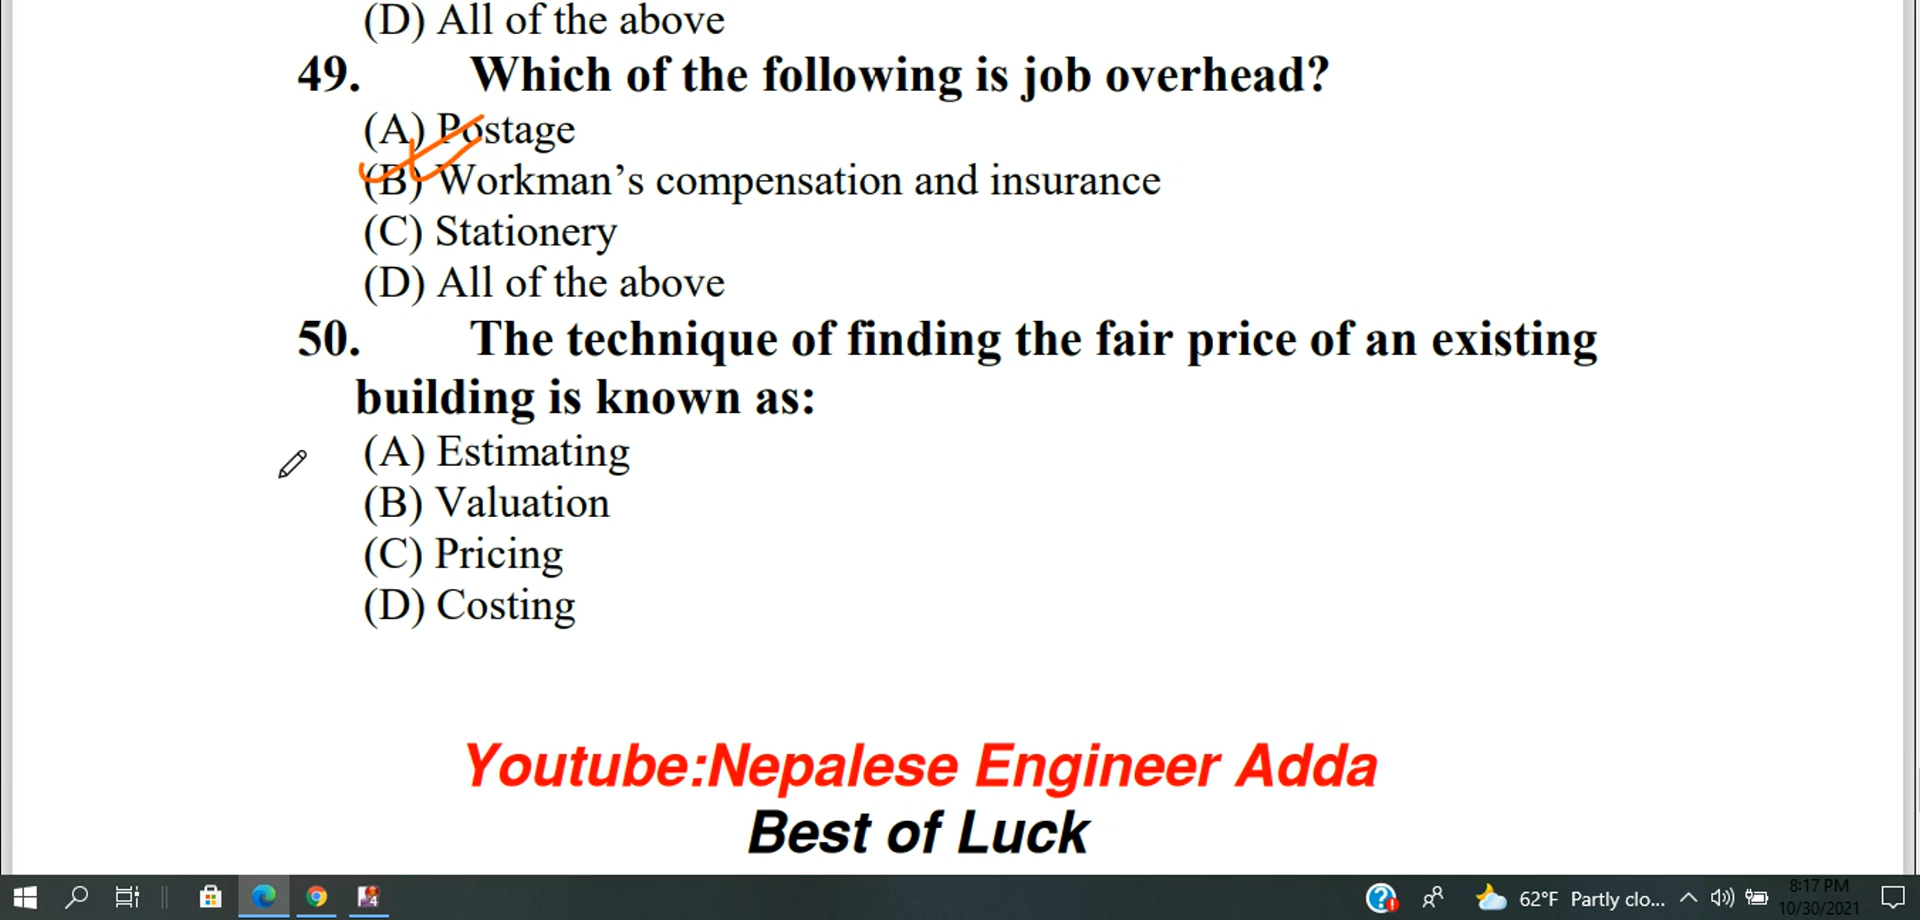 (D) All of the above
49. Which of the following is job overhead?
(A) Postage
(B) Workman’s compensation and insurance
(C) Stationery
(D) All of the above
50. The technique of finding the fair price of an existing
building is known as:
(A) Estimating
(B) Valuation
(C) Pricing
(D) Costing
Youtube:Nepalese Engineer Adda
Best of Luck
62°F Partly clo...
8:17 PM
10/30/2021